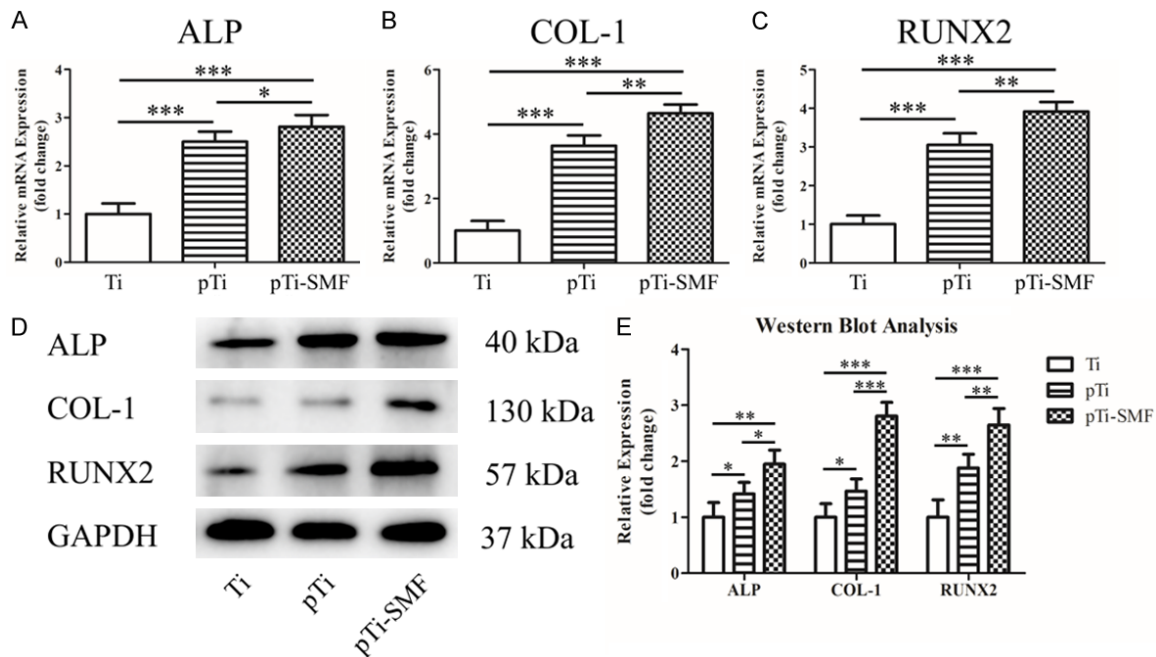 A
ALP
Relative mRNA Expression
(fold change)
4
3
2
1
0
***
***
*
Ti
pTi
pTi-SMF
B
COL-1
Relative mRNA Expression
(fold change)
6
4
2
0
***
***
**
Ti
pTi
pTi-SMF
C
RUNX2
Relative mRNA Expression
(fold change)
5
4
3
2
1
0
***
***
**
Ti
pTi
pTi-SMF
D
ALP
40 kDa
COL-1
130 kDa
RUNX2
57 kDa
GAPDH
37 kDa
Ti
pTi
pTi-SMF
E
Western Blot Analysis
Relative Expression
(fold change)
4
3
2
1
0
**
*
*
***
***
*
***
**
**
ALP
COL-1
RUNX2
Ti
pTi
pTi-SMF